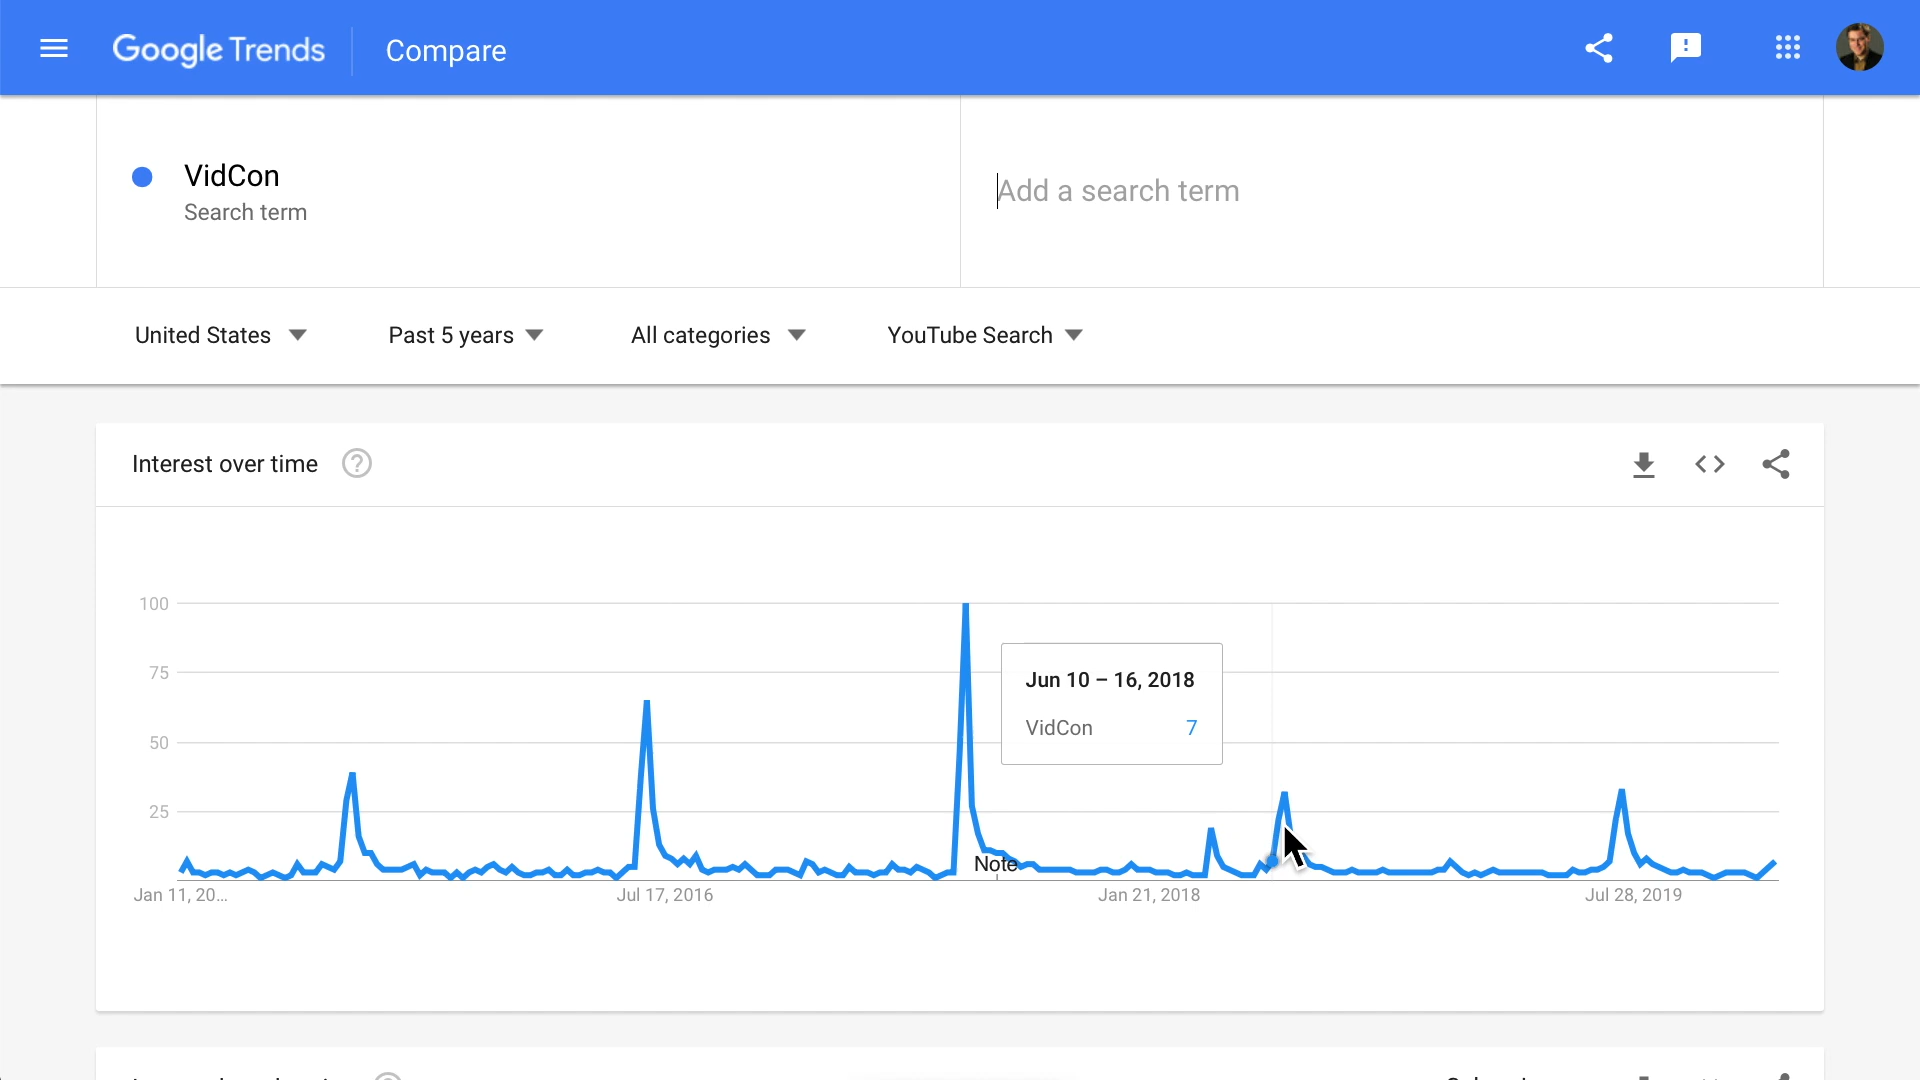 Google Trends
Compare
VidCon
Search term
Add a search term
United States
Past 5 years
All categories
YouTube Search
Interest over time
100
75
50
25
Jun 10 – 16, 2018
VidCon 7
Note
Jan 11, 20...
Jul 17, 2016
Jan 21, 2018
Jul 28, 2019